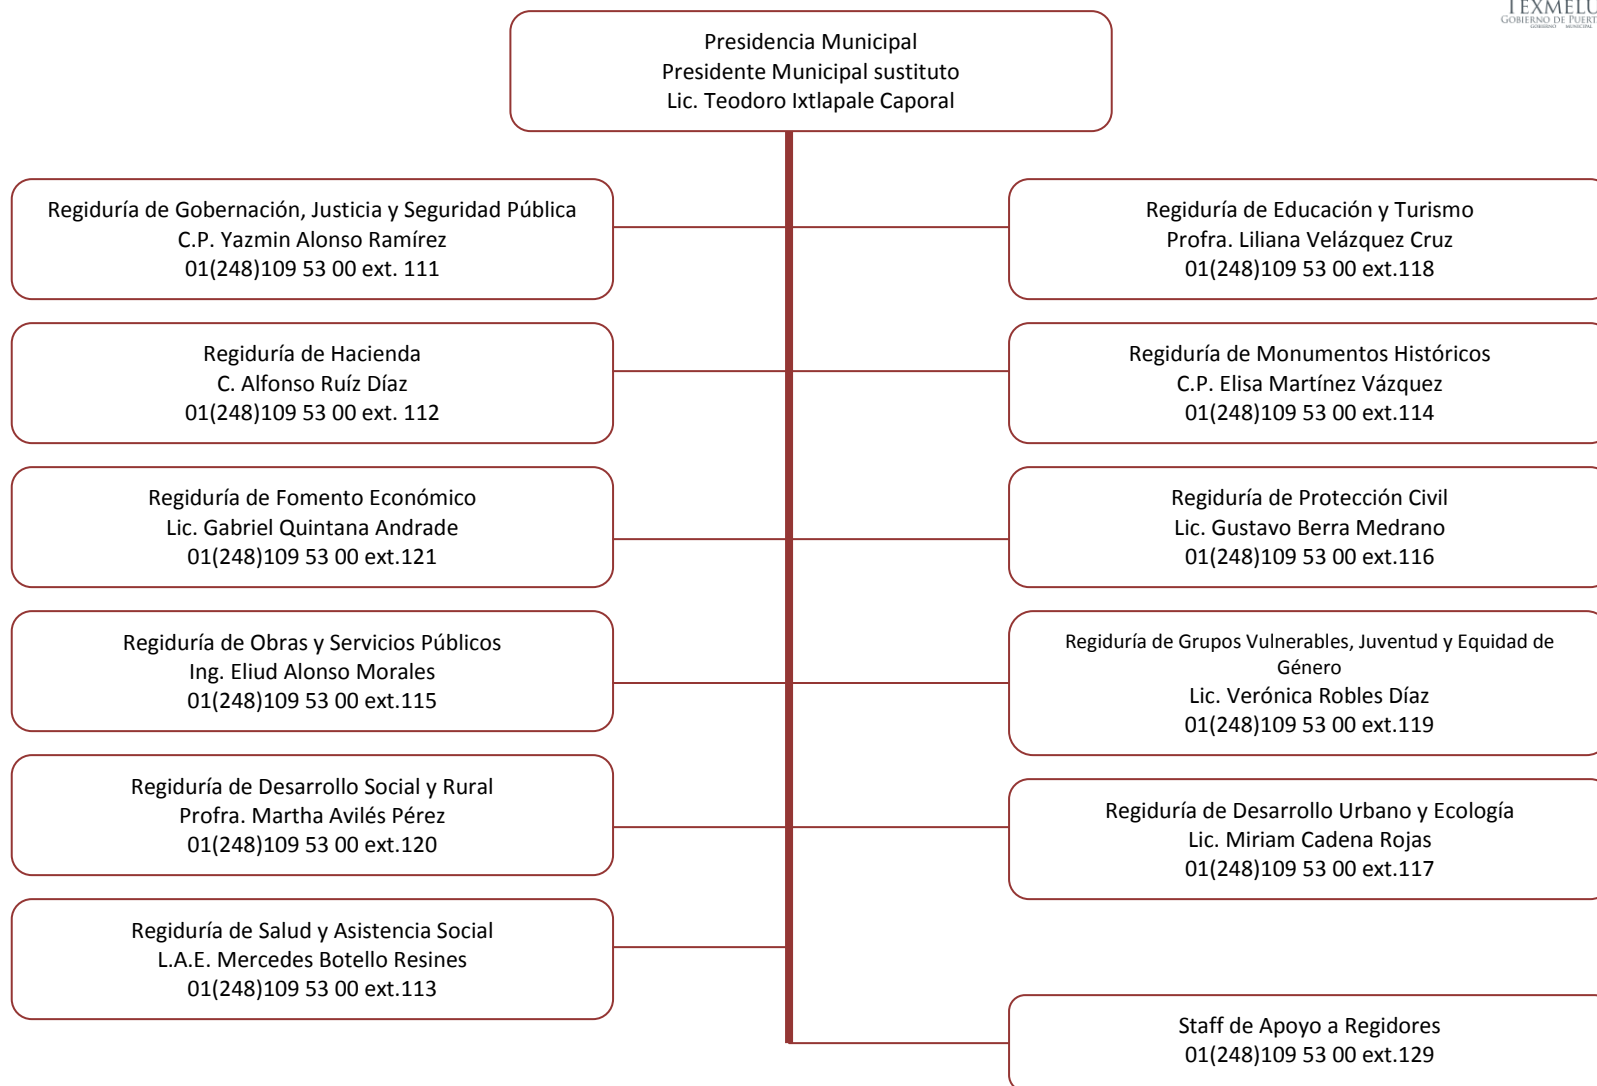 TEXMELU
GOBIERNO DE PUERT
GOBIERNO MUNICIPAL
Presidencia Municipal
Presidente Municipal sustituto
Lic. Teodoro Ixtlapale Caporal
Regiduría de Gobernación, Justicia y Seguridad Pública
C.P. Yazmin Alonso Ramírez
01(248)109 53 00 ext. 111
Regiduría de Educación y Turismo
Profra. Liliana Velázquez Cruz
01(248)109 53 00 ext.118
Regiduría de Hacienda
C. Alfonso Ruíz Díaz
01(248)109 53 00 ext. 112
Regiduría de Monumentos Históricos
C.P. Elisa Martínez Vázquez
01(248)109 53 00 ext.114
Regiduría de Fomento Económico
Lic. Gabriel Quintana Andrade
01(248)109 53 00 ext.121
Regiduría de Protección Civil
Lic. Gustavo Berra Medrano
01(248)109 53 00 ext.116
Regiduría de Obras y Servicios Públicos
Ing. Eliud Alonso Morales
01(248)109 53 00 ext.115
Regiduría de Grupos Vulnerables, Juventud y Equidad de
Género
Lic. Verónica Robles Díaz
01(248)109 53 00 ext.119
Regiduría de Desarrollo Social y Rural
Profra. Martha Avilés Pérez
01(248)109 53 00 ext.120
Regiduría de Desarrollo Urbano y Ecología
Lic. Miriam Cadena Rojas
01(248)109 53 00 ext.117
Regiduría de Salud y Asistencia Social
L.A.E. Mercedes Botello Resines
01(248)109 53 00 ext.113
Staff de Apoyo a Regidores
01(248)109 53 00 ext.129